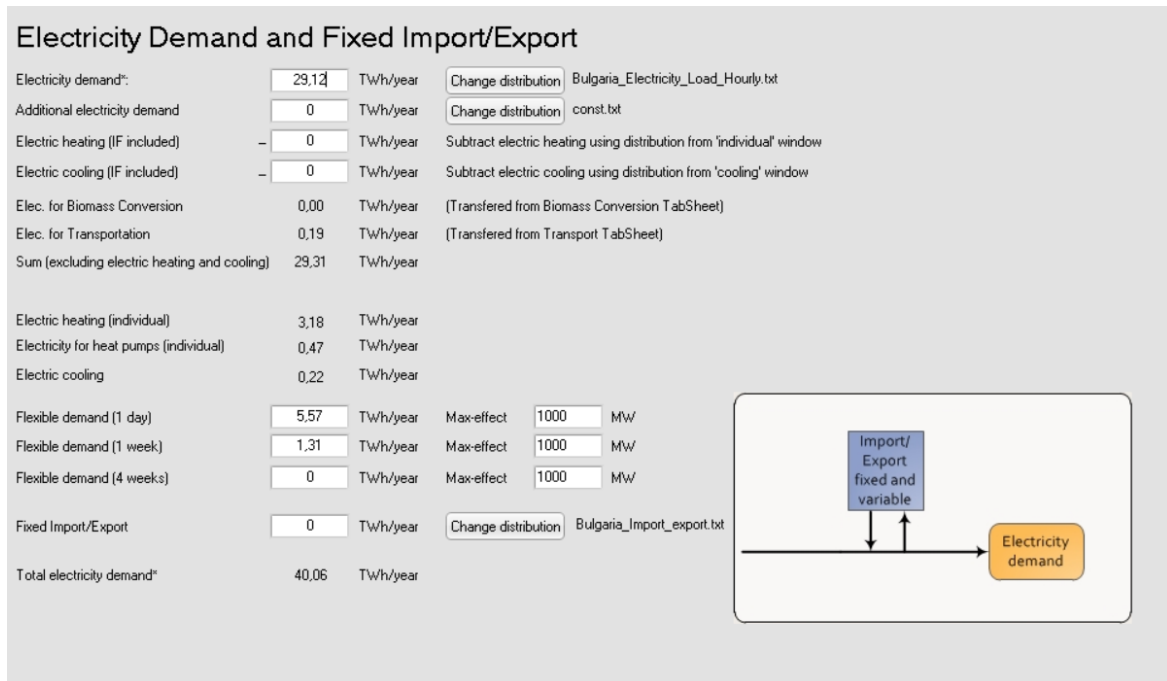 Electricity Demand and Fixed Import/Export
Electricity demand*: 29,12 TWh/year Change distribution Bulgaria_Electricity_Load_Hourly.txt
Additional electricity demand 0 TWh/year Change distribution const.txt
Electric heating (IF included) – 0 TWh/year Subtract electric heating using distribution from 'individual' window
Electric cooling (IF included) – 0 TWh/year Subtract electric cooling using distribution from 'cooling' window
Elec. for Biomass Conversion 0,00 TWh/year (Transfered from Biomass Conversion TabSheet)
Elec. for Transportation 0,19 TWh/year (Transfered from Transport TabSheet)
Sum (excluding electric heating and cooling) 29,31 TWh/year
Electric heating (individual) 3,18 TWh/year
Electricity for heat pumps (individual) 0,47 TWh/year
Electric cooling 0,22 TWh/year
Flexible demand (1 day) 5,57 TWh/year Max-effect 1000 MW
Flexible demand (1 week) 1,31 TWh/year Max-effect 1000 MW
Flexible demand (4 weeks) 0 TWh/year Max-effect 1000 MW
Fixed Import/Export 0 TWh/year Change distribution Bulgaria_Import_export.txt
Total electricity demand* 40,06 TWh/year
Import/
Export
fixed and
variable
Electricity
demand